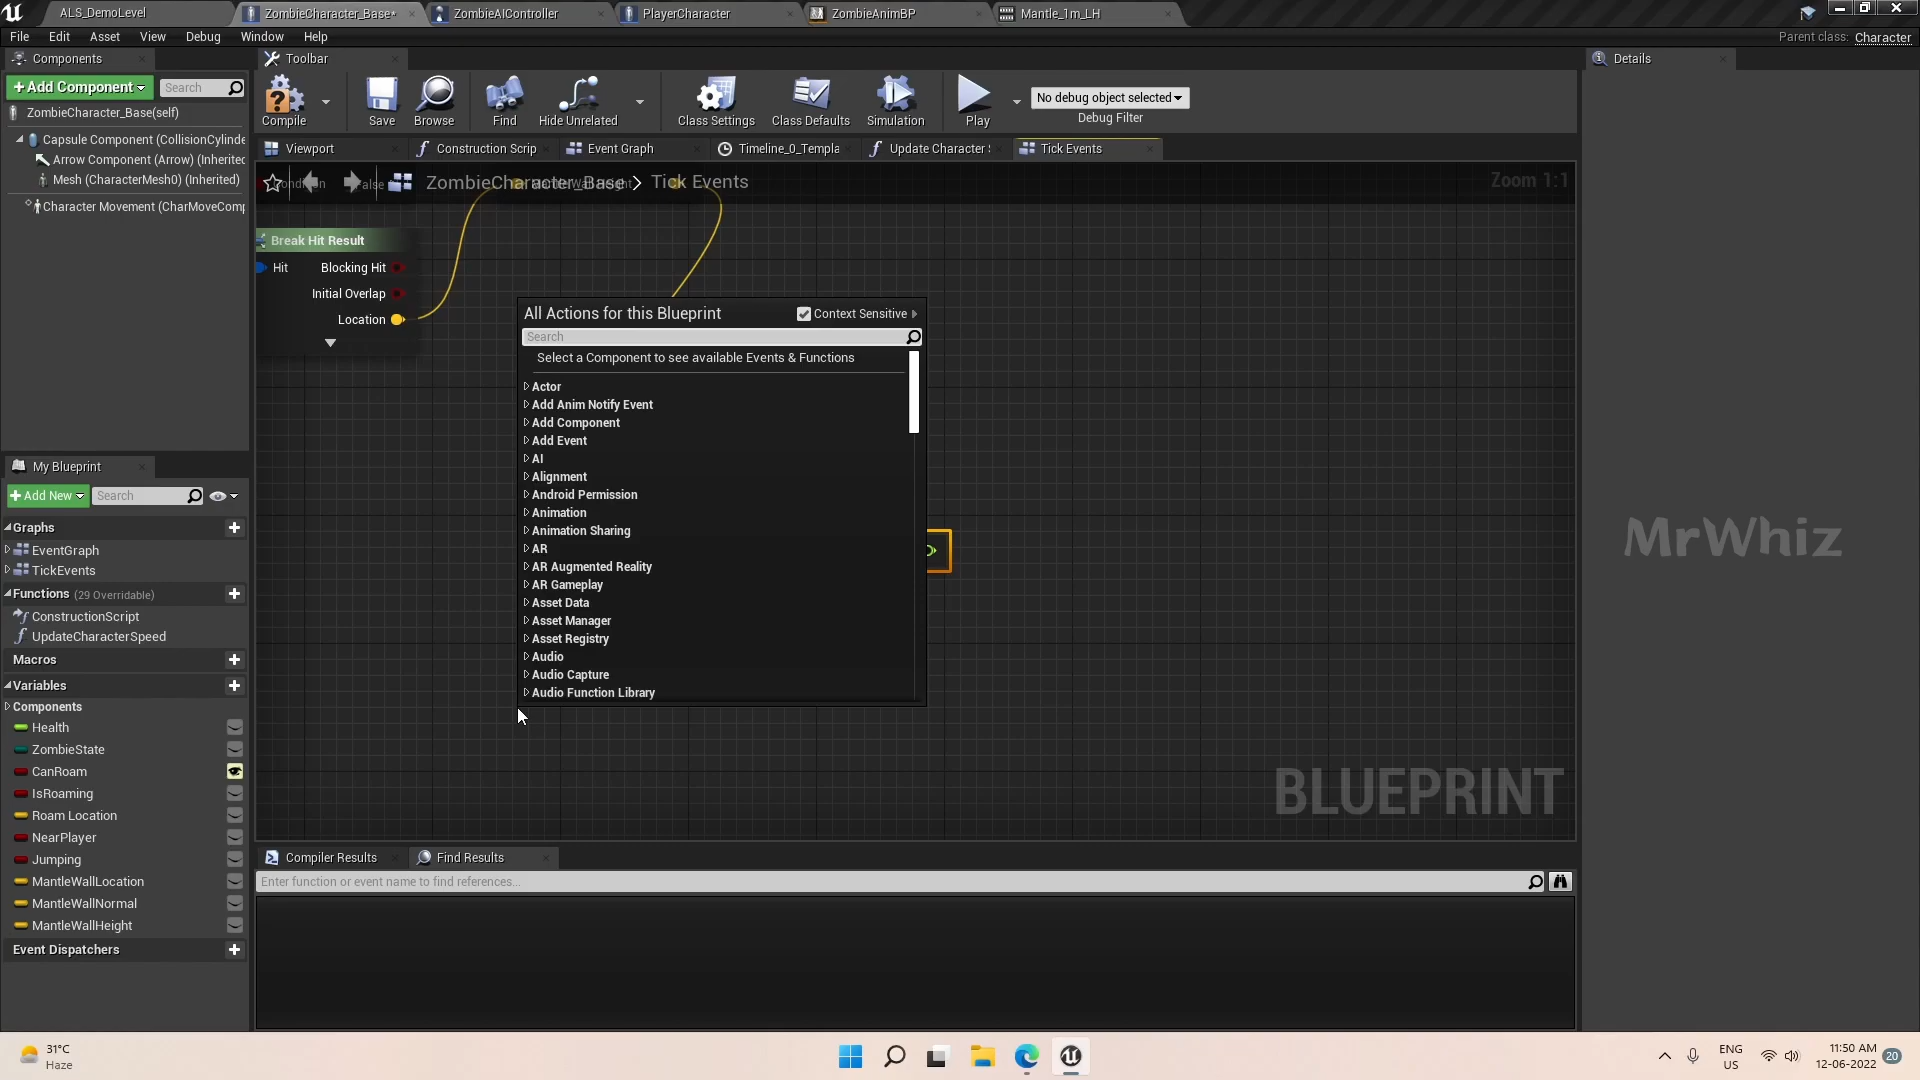 ALS_DemoLevel
ZombieCharacter_Base*
ZombieAIController
PlayerCharacter
ZombieAnimBP
Mantle_1m_LH
File Edit Asset View Debug Window Help
Parent class: Character
Components
Toolbar
Details
Add Component
Search
ZombieCharacter_Base(self)
Capsule Component (CollisionCylinde
Arrow Component (Arrow) (Inherited
Mesh (CharacterMesh0) (Inherited)
Character Movement (CharMoveComp
Compile
Save
Browse
Find
Hide Unrelated
Class Settings
Class Defaults
Simulation
Play
No debug object selected
Debug Filter
Viewport
Construction Scrip
Event Graph
Timeline_0_Templa
Update Character S
Tick Events
ZombieCharacter_Base > Tick Events
Zoom 1:1
Break Hit Result
Hit Blocking Hit
Initial Overlap
Location
All Actions for this Blueprint
Context Sensitive
Search
Select a Component to see available Events & Functions
Actor
Add Anim Notify Event
Add Component
Add Event
AI
Alignment
Android Permission
Animation
Animation Sharing
AR
AR Augmented Reality
AR Gameplay
Asset Data
Asset Manager
Asset Registry
Audio
Audio Capture
Audio Function Library
My Blueprint
Add New
Search
Graphs
EventGraph
TickEvents
Functions (29 Overridable)
ConstructionScript
UpdateCharacterSpeed
Macros
Variables
Components
Health
ZombieState
CanRoam
IsRoaming
Roam Location
NearPlayer
Jumping
MantleWallLocation
MantleWallNormal
MantleWallHeight
Event Dispatchers
BLUEPRINT
MrWhiz
Compiler Results
Find Results
Enter function or event name to find references...
31°C
Haze
ENG
US
11:50 AM
12-06-2022
20